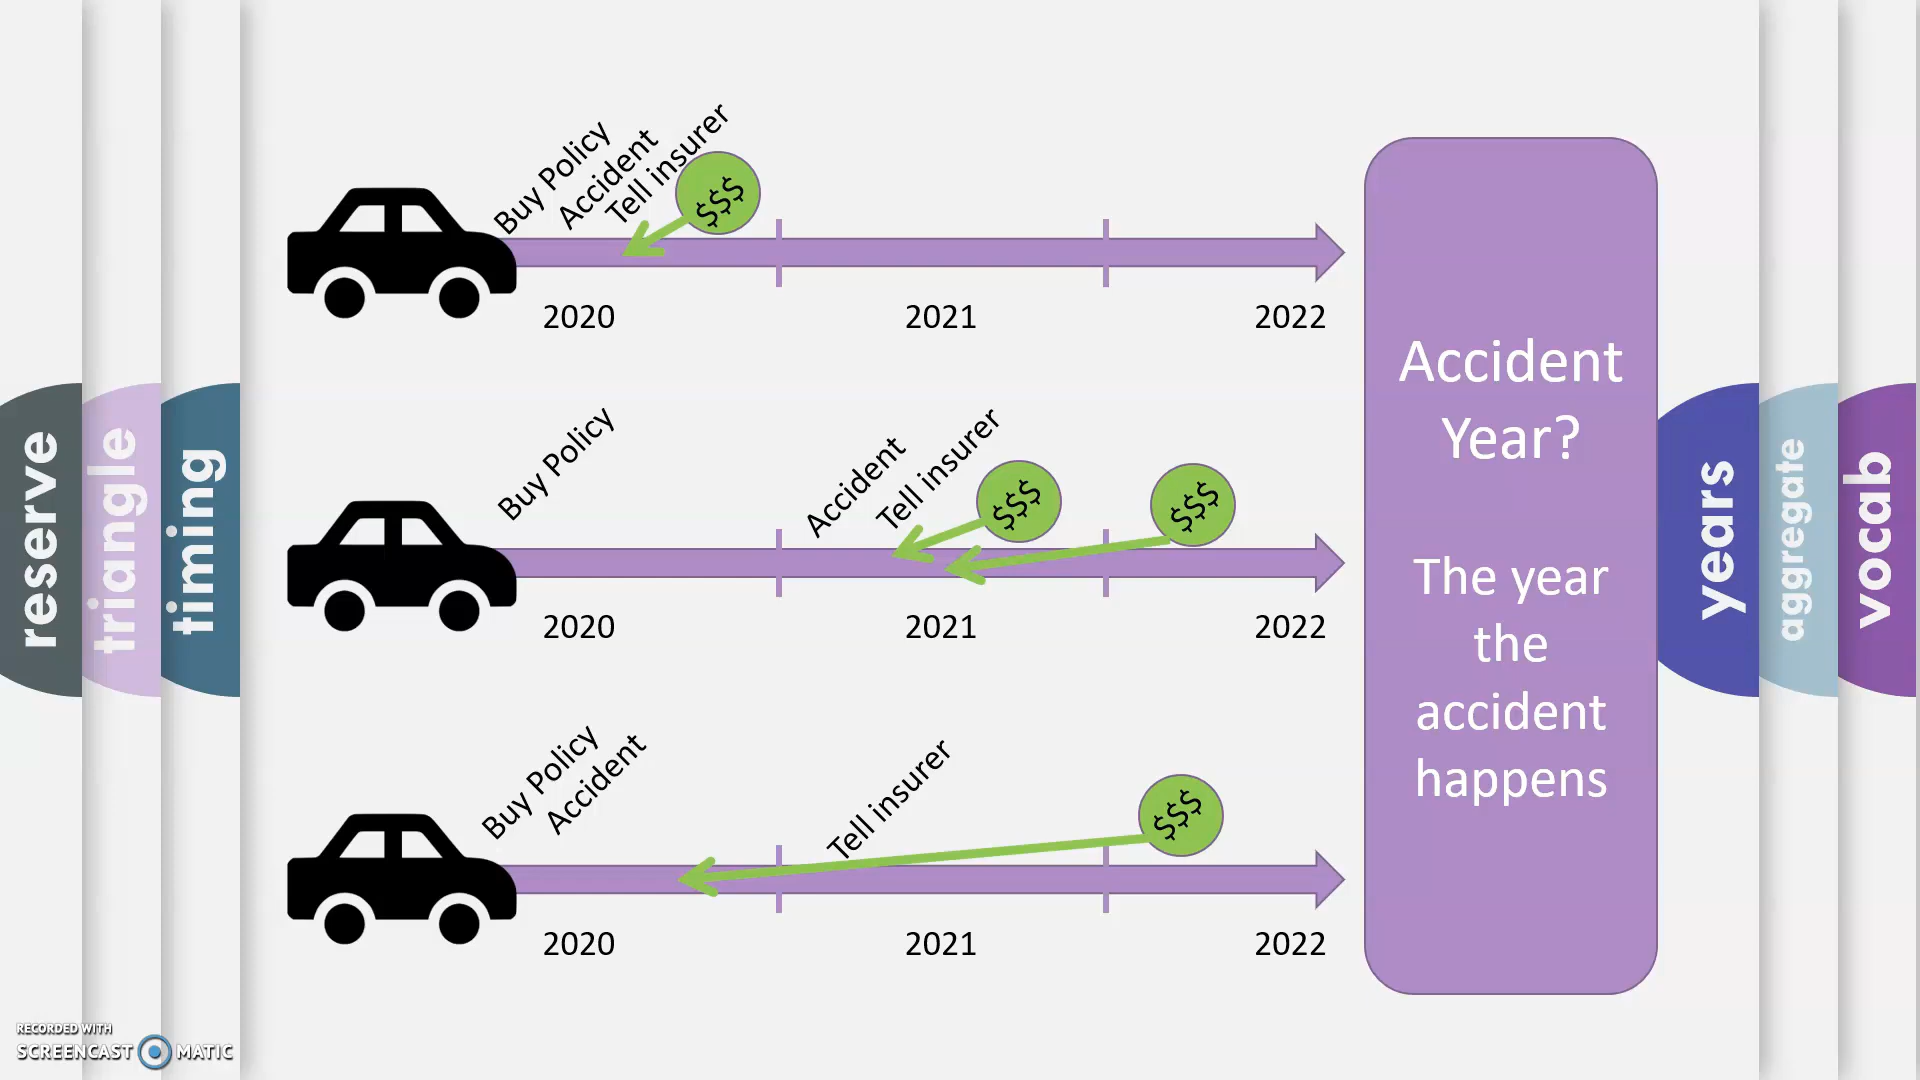 reserve
triangle
timing
Buy Policy
Accident
Tell insurer
$$$
2020
2021
2022
Buy Policy
Accident
Tell insurer
$$$
$$$
2020
2021
2022
Buy Policy
Accident
Tell insurer
$$$
2020
2021
2022
Accident
Year?
The year
the
accident
happens
years
aggregate
vocab
RECORDED WITH
SCREENCAST MATIC